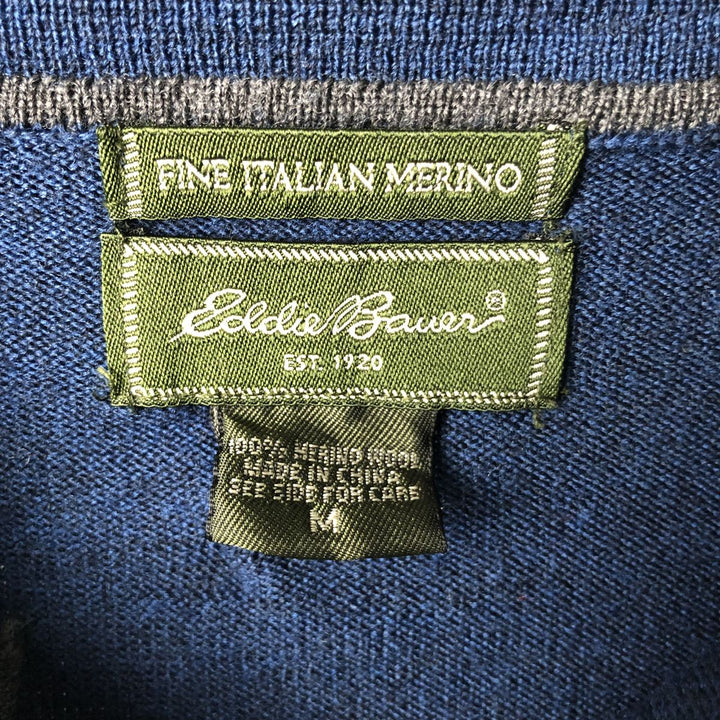 FINE ITALIAN MERINO
Eddie Bauer®
EST. 1920
100% MERINO WOOL
MADE IN CHINA
SEE SIDE FOR CARE
M